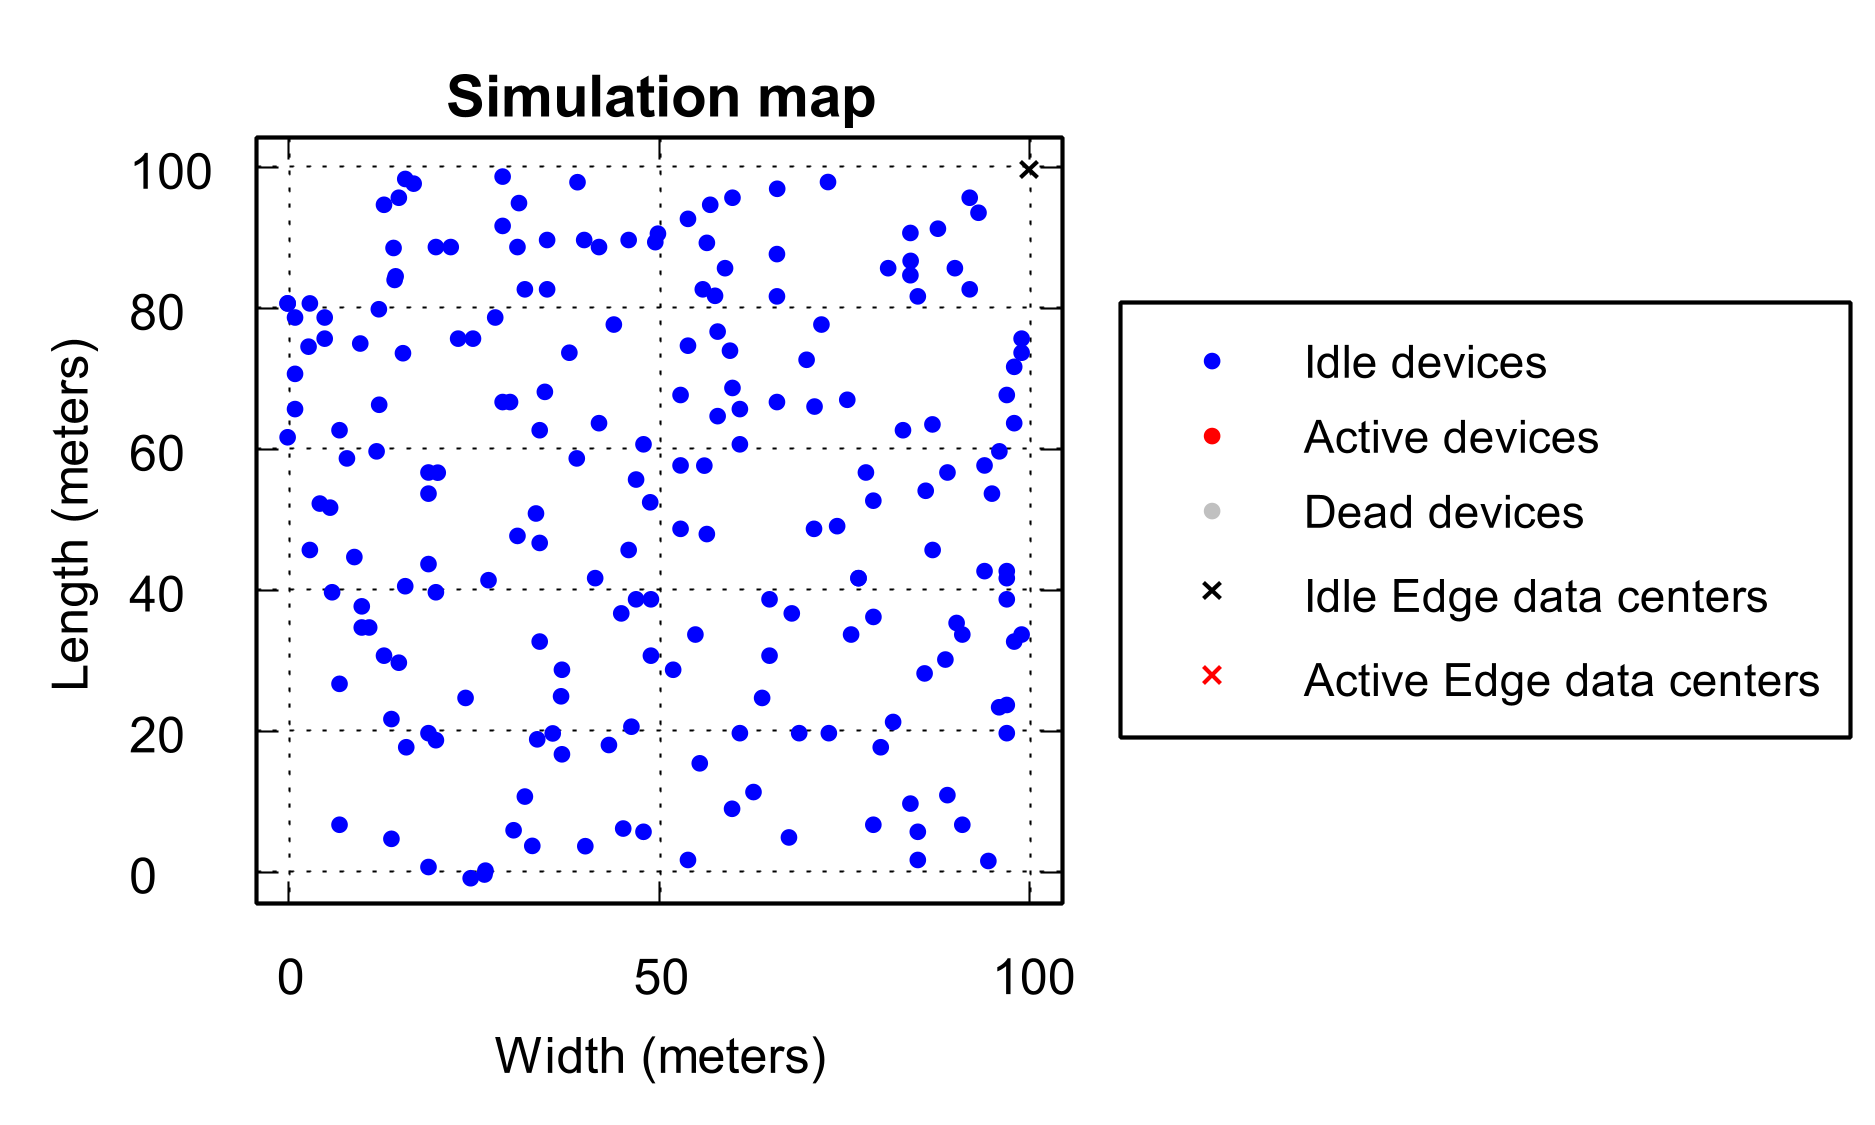 Simulation map
100
80
60
40
20
0
Length (meters)
0 50 100
Width (meters)
Idle devices
Active devices
Dead devices
Idle Edge data centers
Active Edge data centers